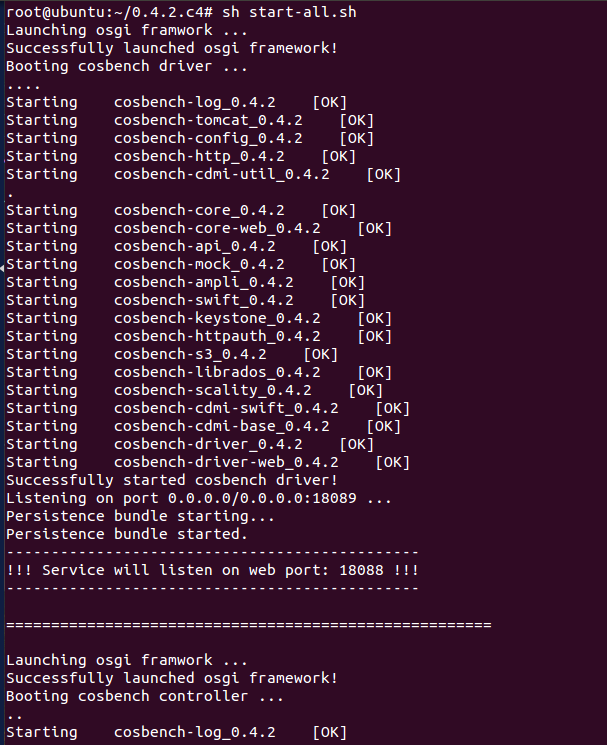 root@ubuntu:~/0.4.2.c4# sh start-all.sh
Launching osgi framwork ...
Successfully launched osgi framework!
Booting cosbench driver ...
....
Starting    cosbench-log_0.4.2    [OK]
Starting    cosbench-tomcat_0.4.2    [OK]
Starting    cosbench-config_0.4.2    [OK]
Starting    cosbench-http_0.4.2    [OK]
Starting    cosbench-cdmi-util_0.4.2    [OK]
.
Starting    cosbench-core_0.4.2    [OK]
Starting    cosbench-core-web_0.4.2    [OK]
Starting    cosbench-api_0.4.2    [OK]
Starting    cosbench-mock_0.4.2    [OK]
Starting    cosbench-ampli_0.4.2    [OK]
Starting    cosbench-swift_0.4.2    [OK]
Starting    cosbench-keystone_0.4.2    [OK]
Starting    cosbench-httpauth_0.4.2    [OK]
Starting    cosbench-s3_0.4.2    [OK]
Starting    cosbench-librados_0.4.2    [OK]
Starting    cosbench-scality_0.4.2    [OK]
Starting    cosbench-cdmi-swift_0.4.2    [OK]
Starting    cosbench-cdmi-base_0.4.2    [OK]
Starting    cosbench-driver_0.4.2    [OK]
Starting    cosbench-driver-web_0.4.2    [OK]
Successfully started cosbench driver!
Listening on port 0.0.0.0/0.0.0.0:18089 ...
Persistence bundle starting...
Persistence bundle started.
----------------------------------------------
!!! Service will listen on web port: 18088 !!!
----------------------------------------------
======================================================
Launching osgi framwork ...
Successfully launched osgi framework!
Booting cosbench controller ...
..
Starting    cosbench-log_0.4.2    [OK]